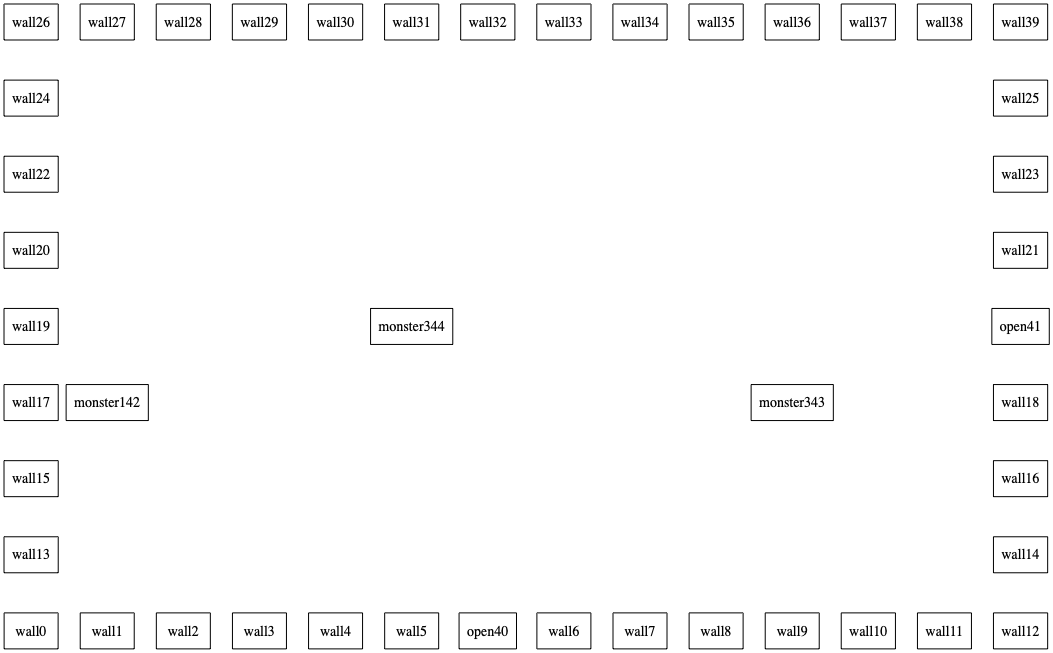 wall26 wall27 wall28 wall29 wall30 wall31 wall32 wall33 wall34 wall35 wall36 wall37 wall38 wall39
wall24 wall25
wall22 wall23
wall20 wall21
wall19 monster344 open41
wall17 monster142 monster343 wall18
wall15 wall16
wall13 wall14
wall0 wall1 wall2 wall3 wall4 wall5 open40 wall6 wall7 wall8 wall9 wall10 wall11 wall12